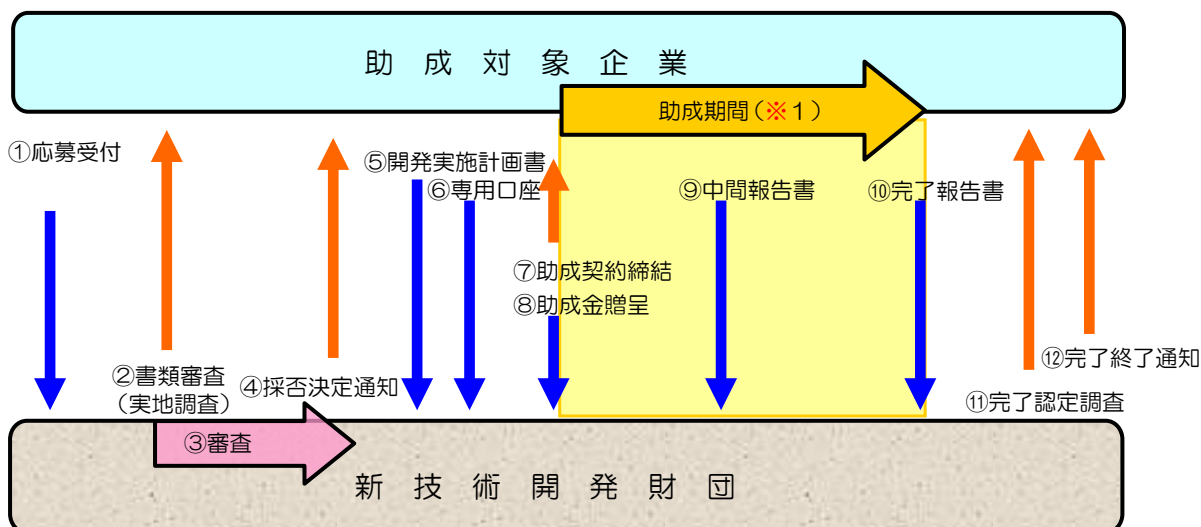 助成対象企業
助成期間（※１）
①応募受付
⑤開発実施計画書
⑥専用口座
⑨中間報告書
⑩完了報告書
⑦助成契約締結
⑧助成金贈呈
②書類審査
（実地調査）
④採否決定通知
⑫完了終了通知
⑪完了認定調査
③審査
新技術開発財団